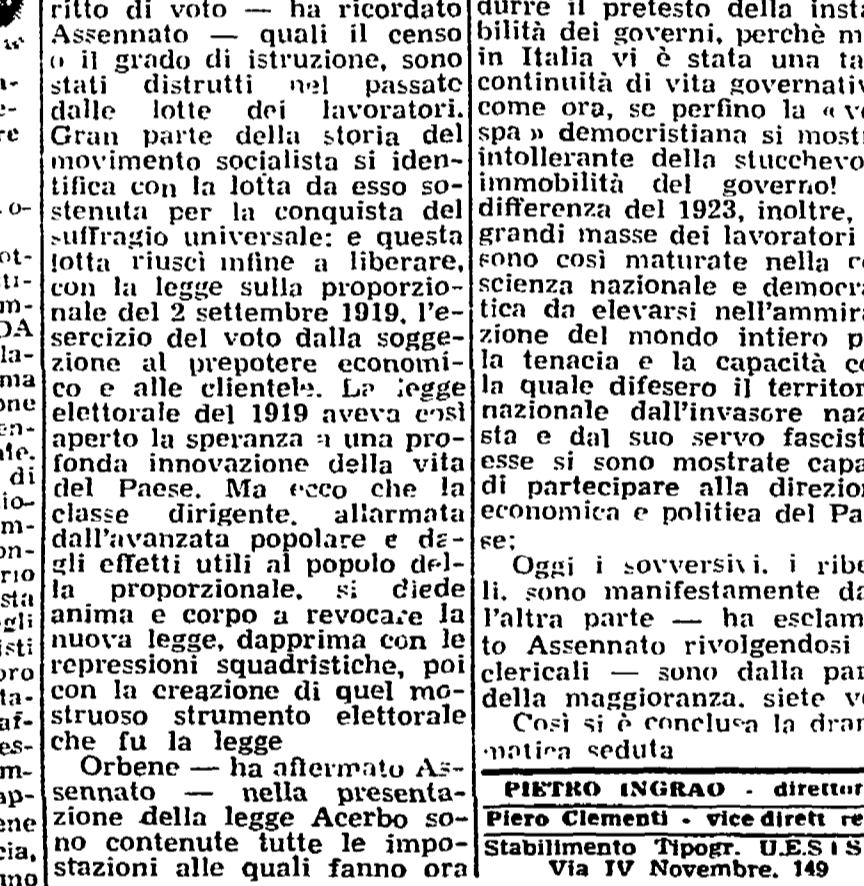 ritto di voto — ha ricordato
Assennato — quali il censo
o il grado di istruzione, sono
stati distrutti nel passato
dalle lotte dei lavoratori.
Gran parte della storia del
movimento socialista si iden-
tifica con la lotta da esso so-
stenuta per la conquista del
suffragio universale: e questa
lotta riuscì infine a liberare,
con la legge sulla proporzio-
nale del 2 settembre 1919, l'e-
sercizio del voto dalla sogge-
zione al prepotere economi-
co e alle clientele. La legge
elettorale del 1919 aveva così
aperto la speranza a una pro-
fonda innovazione della vita
del Paese. Ma ecco che la
classe dirigente, allarmata
dall'avanzata popolare e da-
gli effetti utili al popolo del-
la proporzionale, si diede
anima e corpo a revocare la
nuova legge, dapprima con le
repressioni squadristiche, poi
con la creazione di quel mo-
struoso strumento elettorale
che fu la legge
Orbene — ha affermato As-
sennato — nella presenta-
zione della legge Acerbo so-
no contenute tutte le impo-
stazioni alle quali fanno ora
durre il pretesto della insta
bilità dei governi, perchè m
in Italia vi è stata una ta
continuità di vita governativ
come ora, se perfino la « v
spa » democristiana si mostr
intollerante della stucchevo
immobilità del governo!
differenza del 1923, inoltre,
grandi masse dei lavoratori
sono così maturate nella c
scienza nazionale e democra
tica da elevarsi nell'ammira
zione del mondo intiero p
la tenacia e la capacità c
la quale difesero il territor
nazionale dall'invasore naz
sta e dal suo servo fascist
esse si sono mostrate capa
di partecipare alla direzion
economica e politica del Pa
se;
Oggi i sovversivi, i ribe
li, sono manifestamente da
l'altra parte — ha esclam
to Assennato rivolgendosi
clericali — sono dalla par
della maggioranza, siete v
Così si è conclusa la dram
matica seduta
PIETRO INGRAO - direttor
Piero Clementi - vice dirett re
Stabilimento Tipogr. U.E.S I S
Via IV Novembre, 149